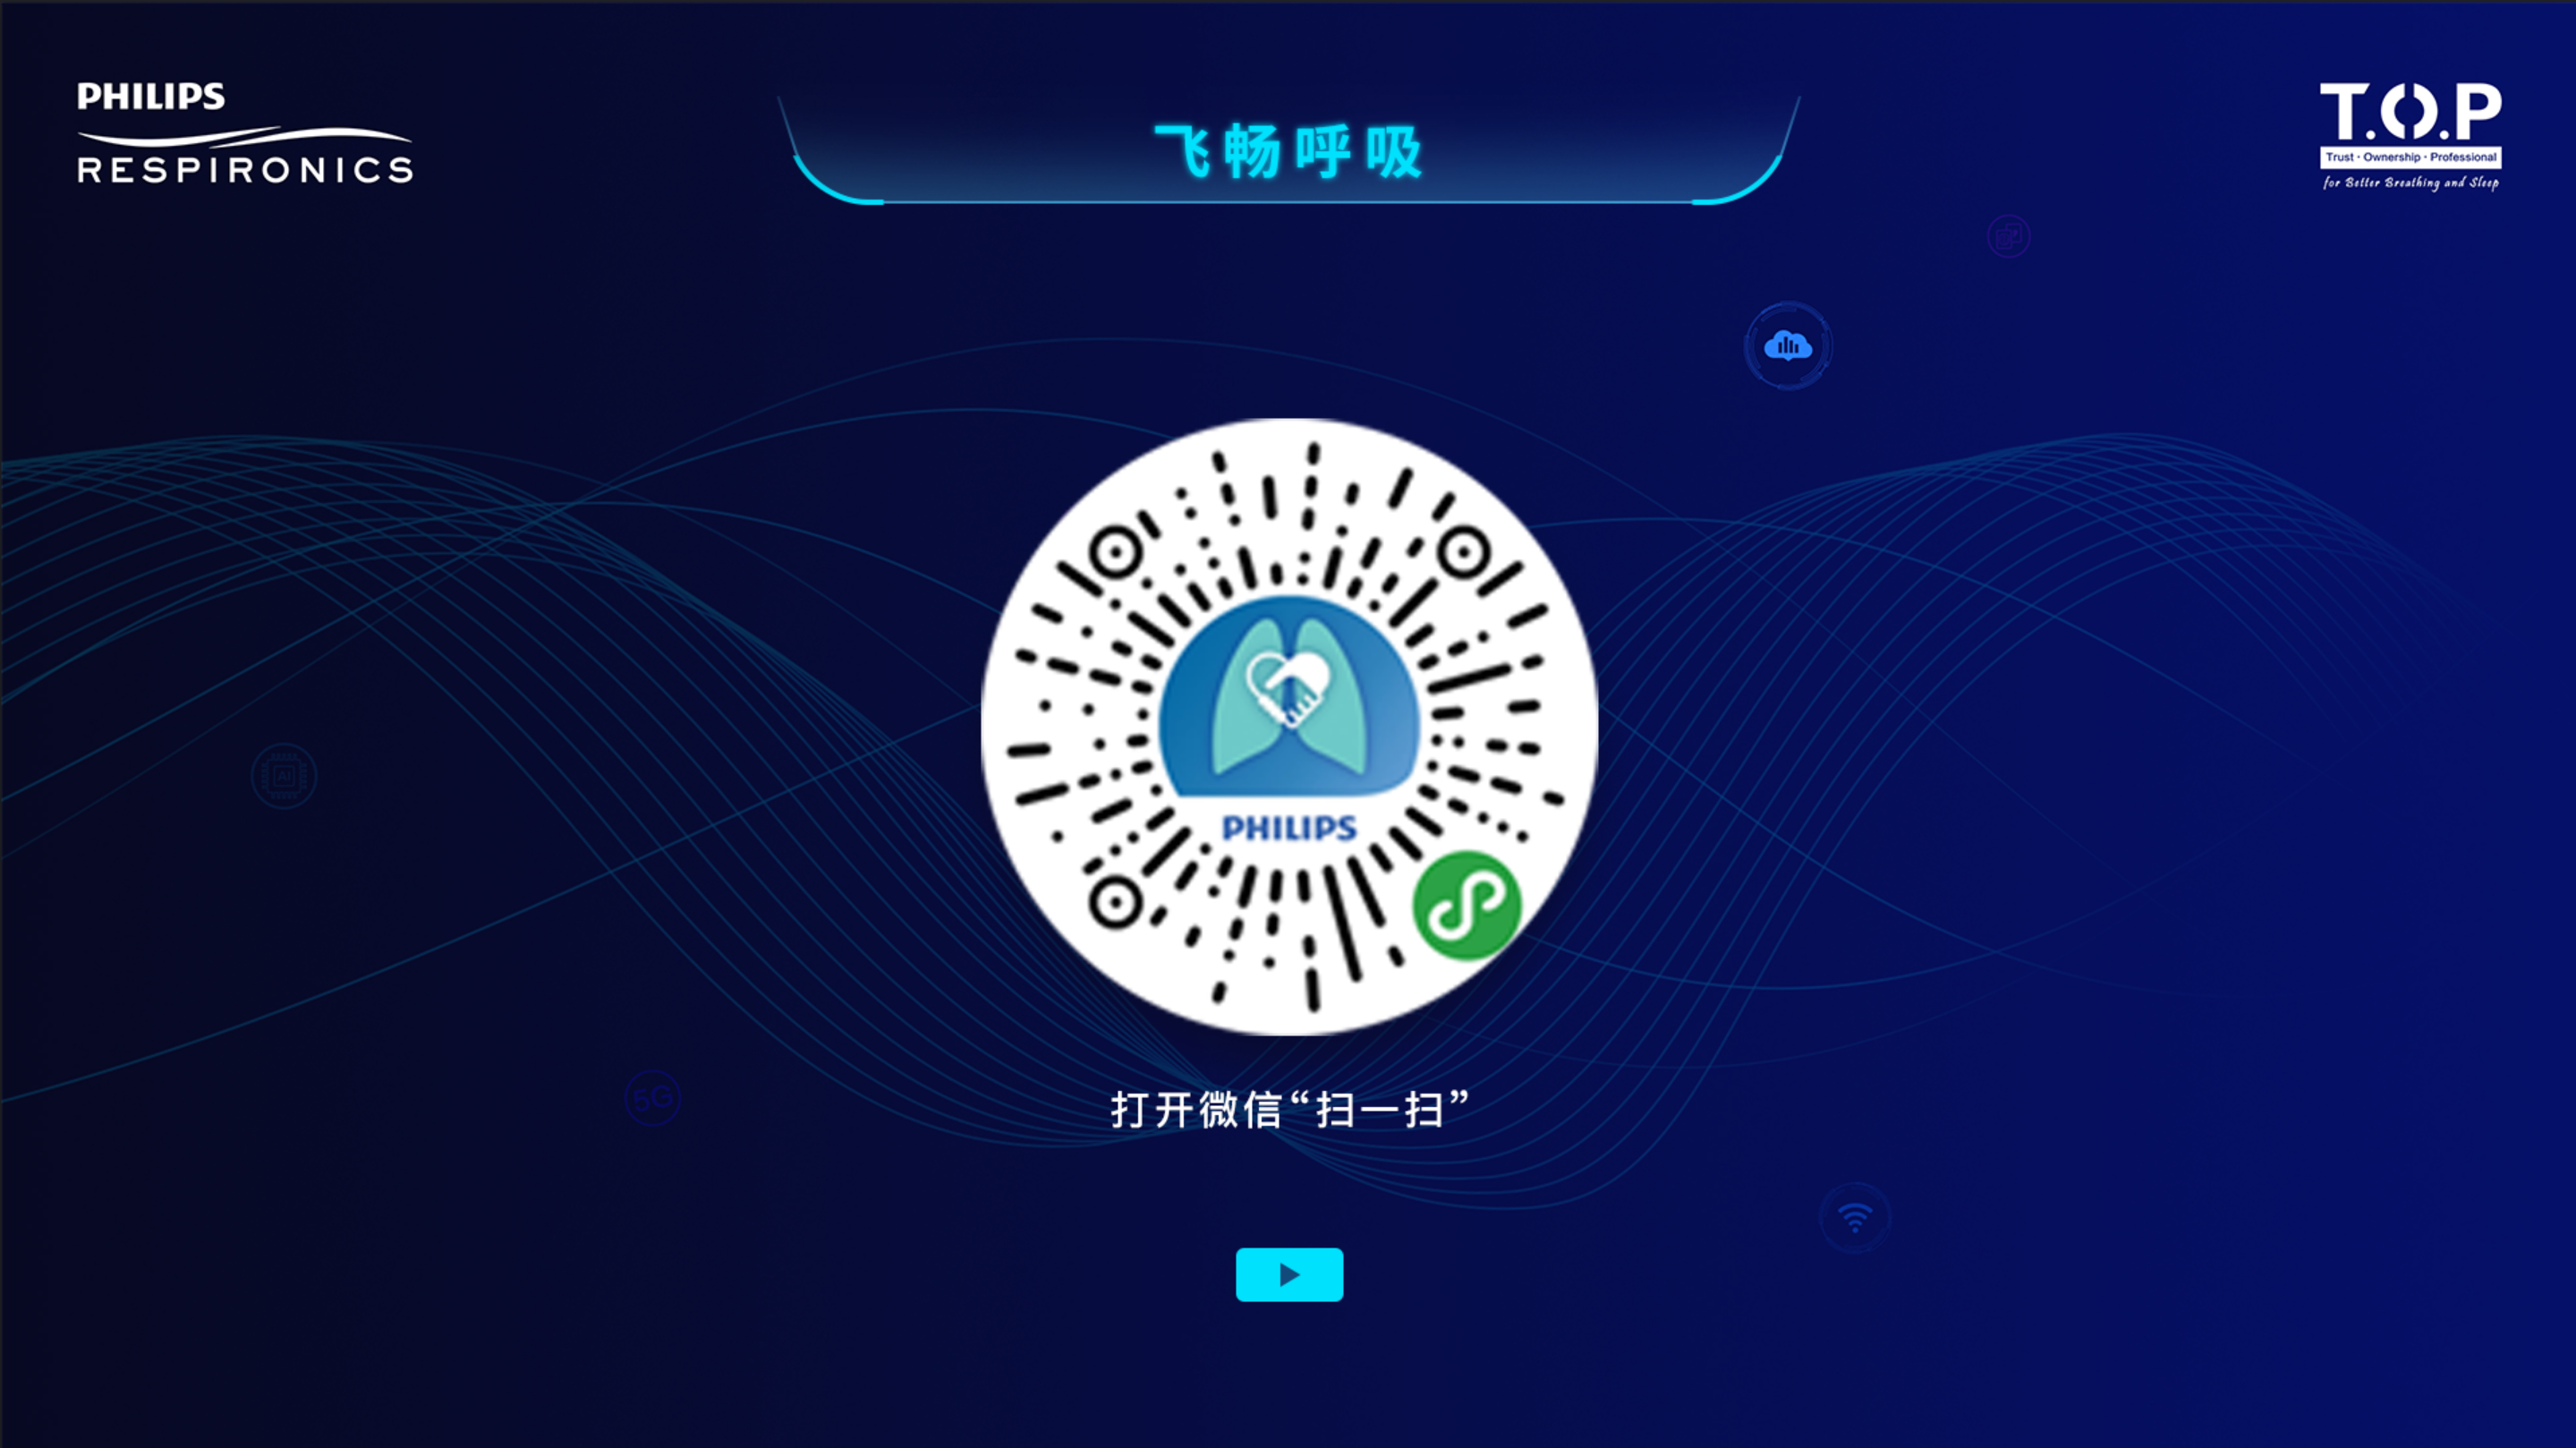 PHILIPS
RESPIRONICS
飞畅呼吸
T.O.P
Trust · Ownership · Professional
for Better Breathing and Sleep
AI
PHILIPS
5G
打开微信“扫一扫”